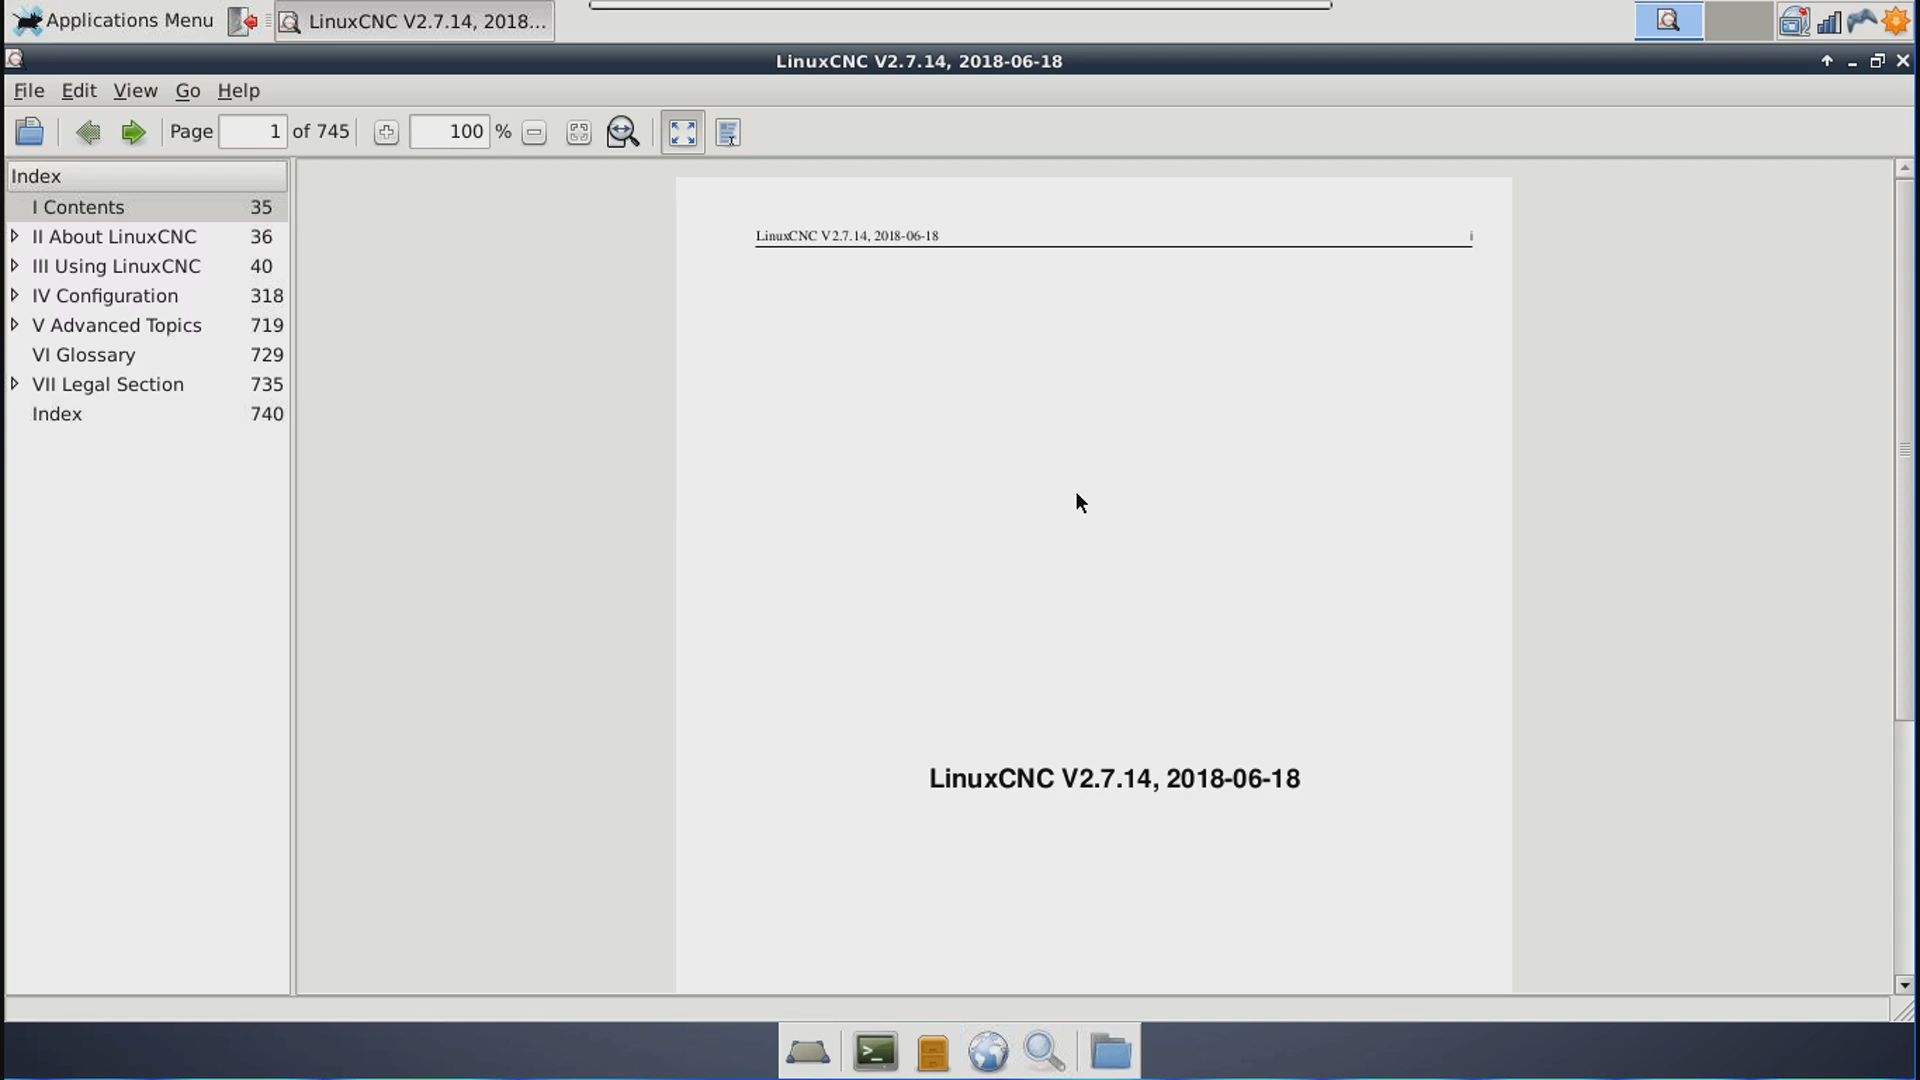 Applications Menu
LinuxCNC V2.7.14, 2018...
LinuxCNC V2.7.14, 2018-06-18
File Edit View Go Help
Page 1 of 745 100 %
Index
I Contents 35
II About LinuxCNC 36
III Using LinuxCNC 40
IV Configuration 318
V Advanced Topics 719
VI Glossary 729
VII Legal Section 735
Index 740
LinuxCNC V2.7.14, 2018-06-18 i
LinuxCNC V2.7.14, 2018-06-18